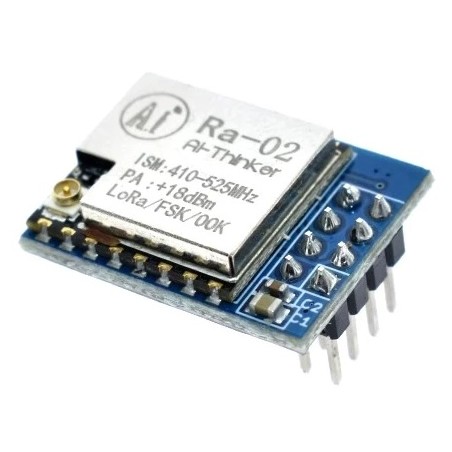 Ai
Ra-02
Ai-Thinker
ISM:410-525MHz
PA:+18dBm
LoRa/FSK/OOK
C2
C1